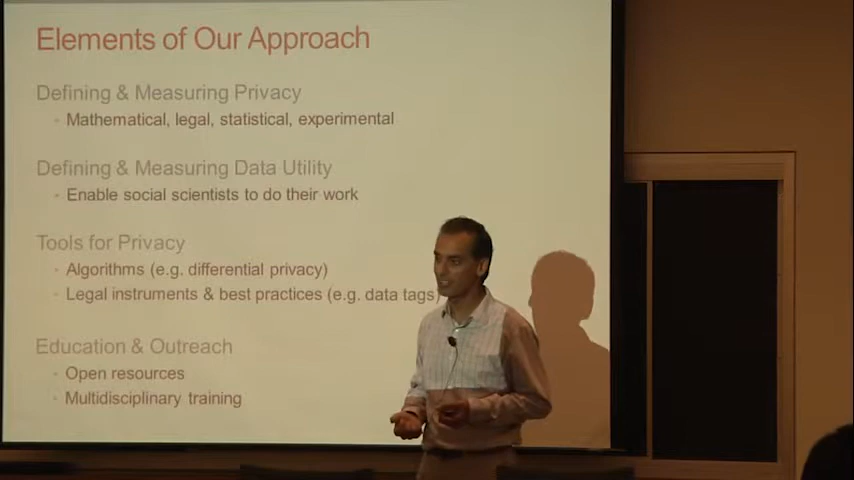 Elements of Our Approach
Defining & Measuring Privacy
• Mathematical, legal, statistical, experimental
Defining & Measuring Data Utility
• Enable social scientists to do their work
Tools for Privacy
• Algorithms (e.g. differential privacy)
• Legal instruments & best practices (e.g. data tags)
Education & Outreach
• Open resources
• Multidisciplinary training